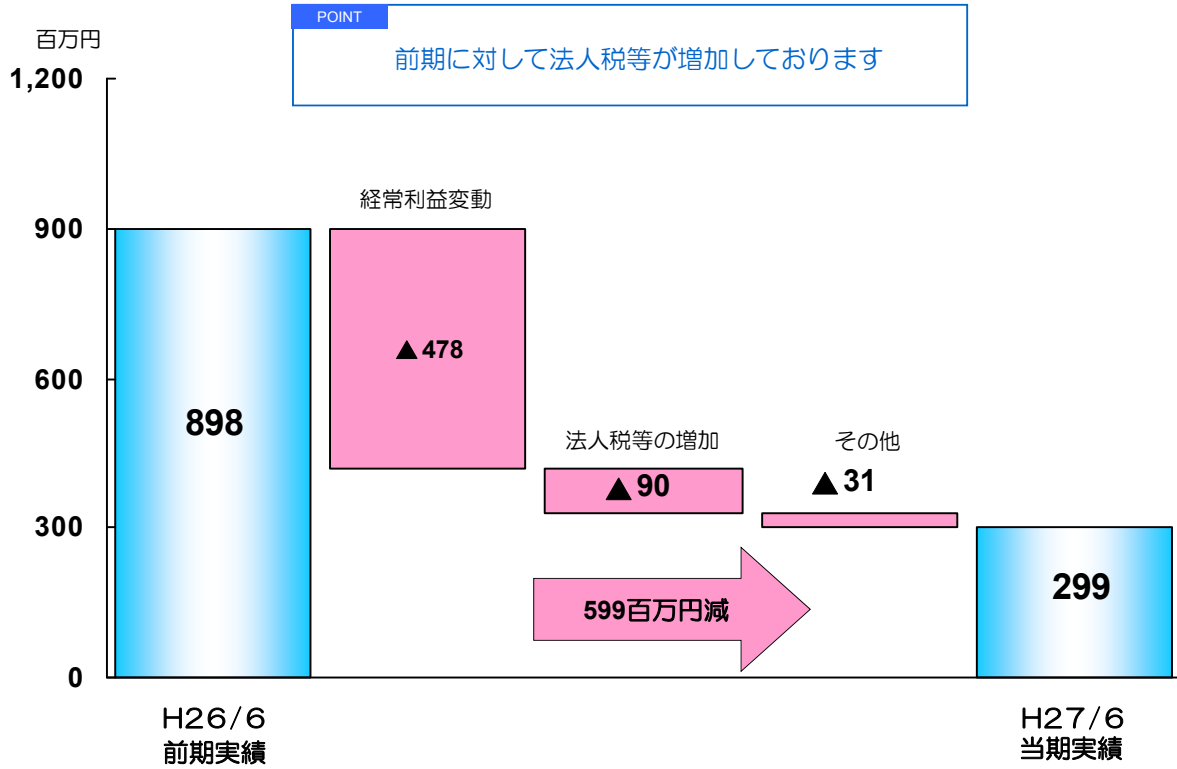 POINT
前期に対して法人税等が増加しております
百万円
1,200
900
600
300
0
経常利益変動
▲478
法人税等の増加
▲90
その他
▲31
898
599百万円減
299
H26/6
前期実績
H27/6
当期実績